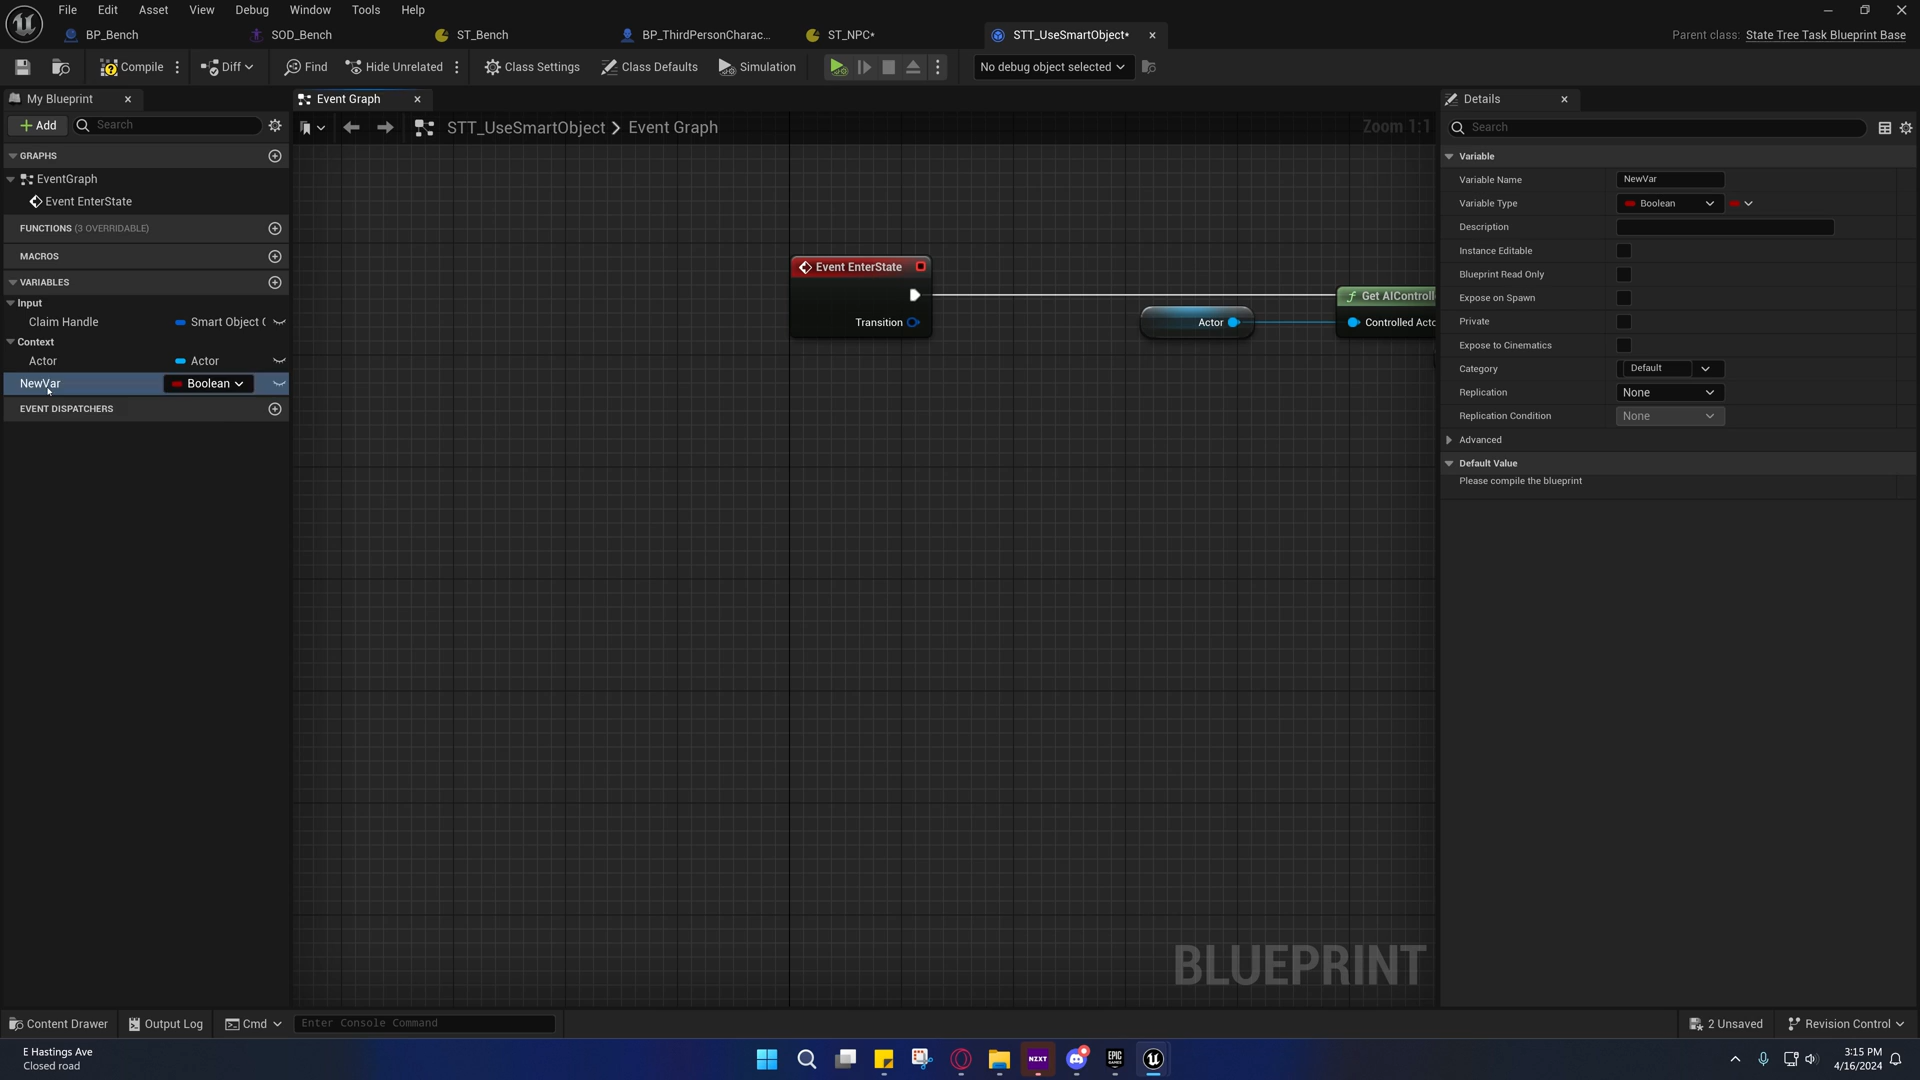 File Edit Asset View Debug Window Tools Help
BP_Bench SOD_Bench ST_Bench BP_ThirdPersonCharac... ST_NPC* STT_UseSmartObject* Parent class: State Tree Task Blueprint Base
Compile Diff Find Hide Unrelated Class Settings Class Defaults Simulation No debug object selected
My Blueprint Event Graph Details
Add Search
STT_UseSmartObject > Event Graph Zoom 1:1
Search
GRAPHS
EventGraph
Event EnterState
FUNCTIONS (3 OVERRIDABLE)
MACROS
VARIABLES
Input
Claim Handle Smart Object
Context
Actor Actor
NewVar Boolean
EVENT DISPATCHERS
Event EnterState
Transition
Actor
Get AIControll
Controlled Acto
BLUEPRINT
Variable
Variable Name NewVar
Variable Type Boolean
Description
Instance Editable
Blueprint Read Only
Expose on Spawn
Private
Expose to Cinematics
Category Default
Replication None
Replication Condition None
Advanced
Default Value
Please compile the blueprint
Content Drawer Output Log Cmd Enter Console Command 2 Unsaved Revision Control
E Hastings Ave
Closed road
NZXT
EPIC GAMES
3:15 PM
4/16/2024